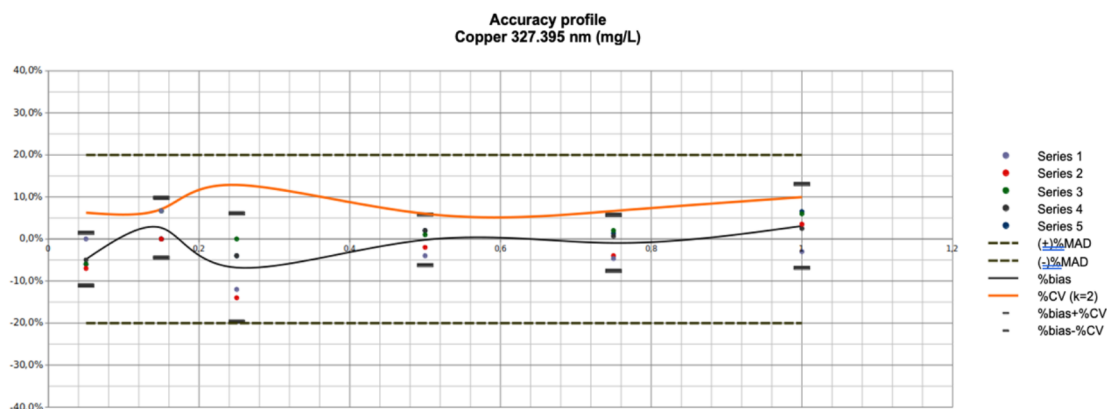 Accuracy profile
Copper 327.395 nm (mg/L)
40,0%
30,0%
20,0%
10,0%
0,0%
0
0,2
0,4
0,6
0,8
1
1,2
-10,0%
-20,0%
-30,0%
-40,0%
Series 1
Series 2
Series 3
Series 4
Series 5
(+)%MAD
(-)%MAD
%bias
%CV (k=2)
%bias+%CV
%bias-%CV